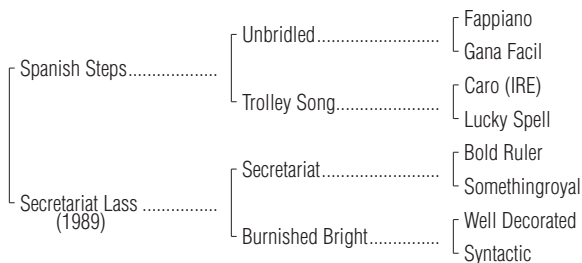 Fappiano
Unbridled..........................
Gana Facil
Spanish Steps...................
Caro (IRE)
Trolley Song......................
Lucky Spell
Bold Ruler
Secretariat.........................
Somethingroyal
Secretariat Lass ................
(1989)
Well Decorated
Burnished Bright...............
Syntactic